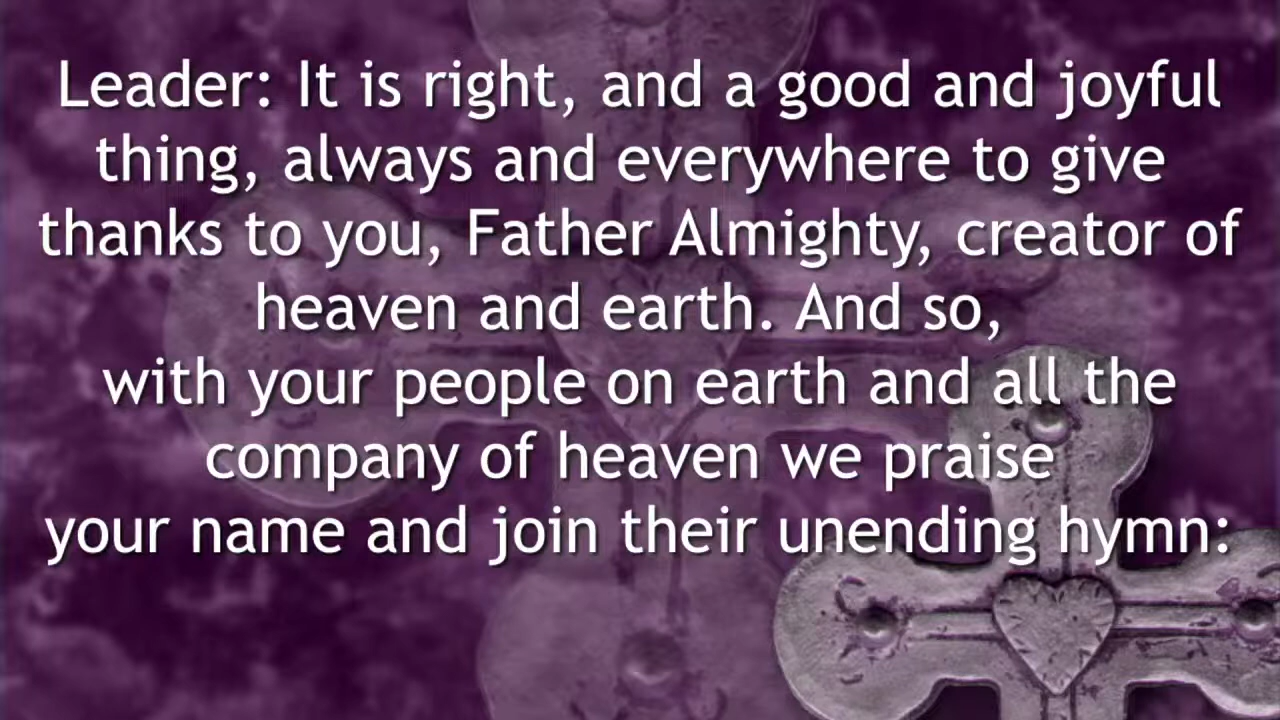 Leader: It is right, and a good and joyful
thing, always and everywhere to give
thanks to you, Father Almighty, creator of
heaven and earth. And so,
with your people on earth and all the
company of heaven we praise
your name and join their unending hymn: